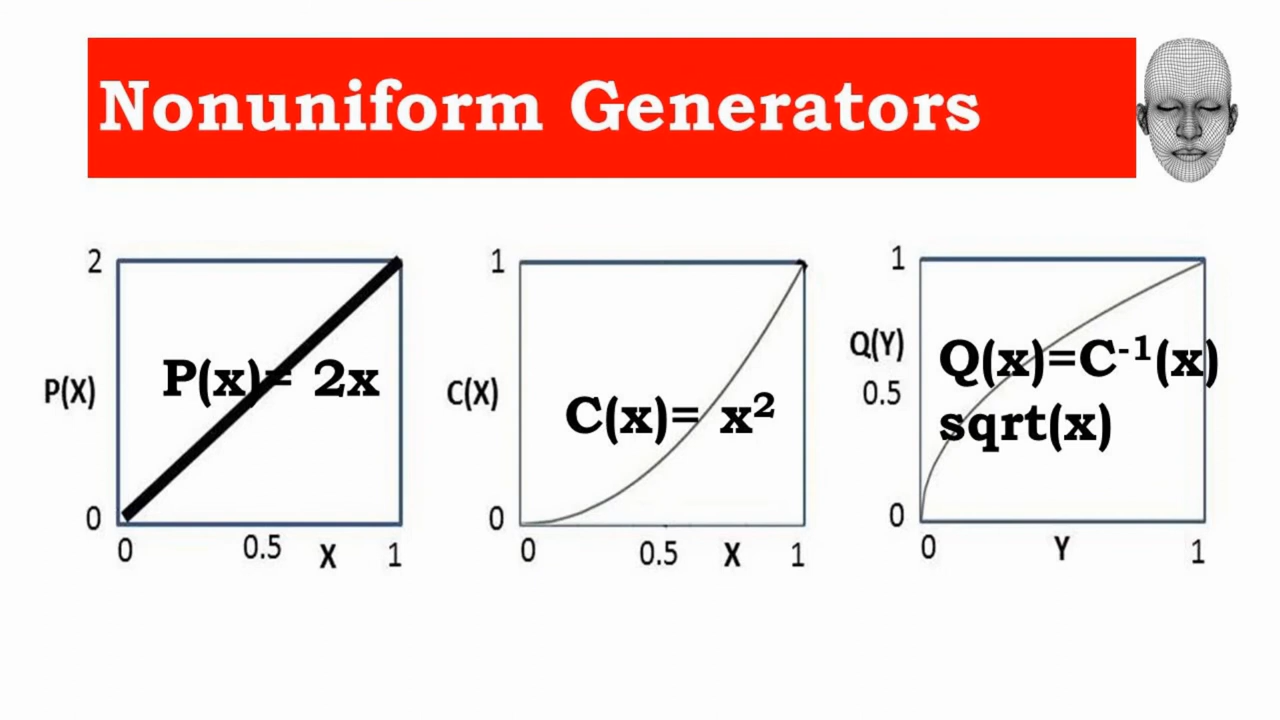 Nonuniform Generators
2
P(X)
0
0 0.5 X 1
P(x)= 2x
1
C(X)
0
0 0.5 X 1
C(x)= x²
1
Q(Y)
0.5
0
0 Y 1
Q(x)=C⁻¹(x)
sqrt(x)